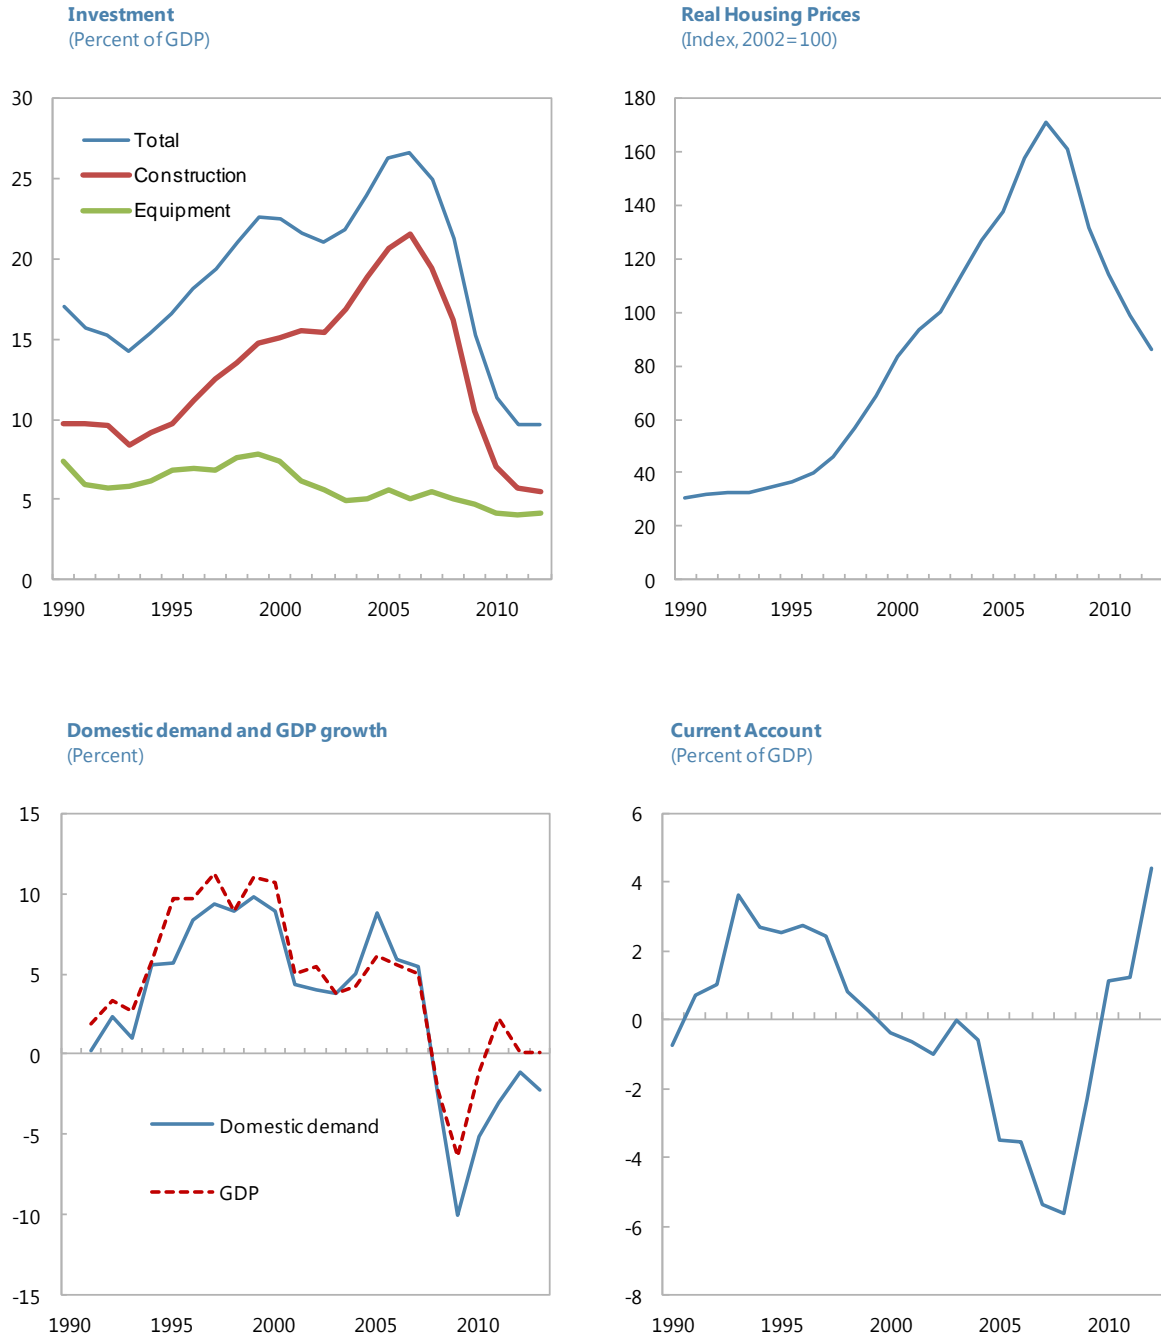 Investment
(Percent of GDP)
30
25
20
15
10
5
0
Total
Construction
Equipment
1990 1995 2000 2005 2010
Real Housing Prices
(Index, 2002=100)
180
160
140
120
100
80
60
40
20
0
1990 1995 2000 2005 2010
Domestic demand and GDP growth
(Percent)
15
10
5
0
-5
-10
-15
Domestic demand
GDP
1990 1995 2000 2005 2010
Current Account
(Percent of GDP)
6
4
2
0
-2
-4
-6
-8
1990 1995 2000 2005 2010